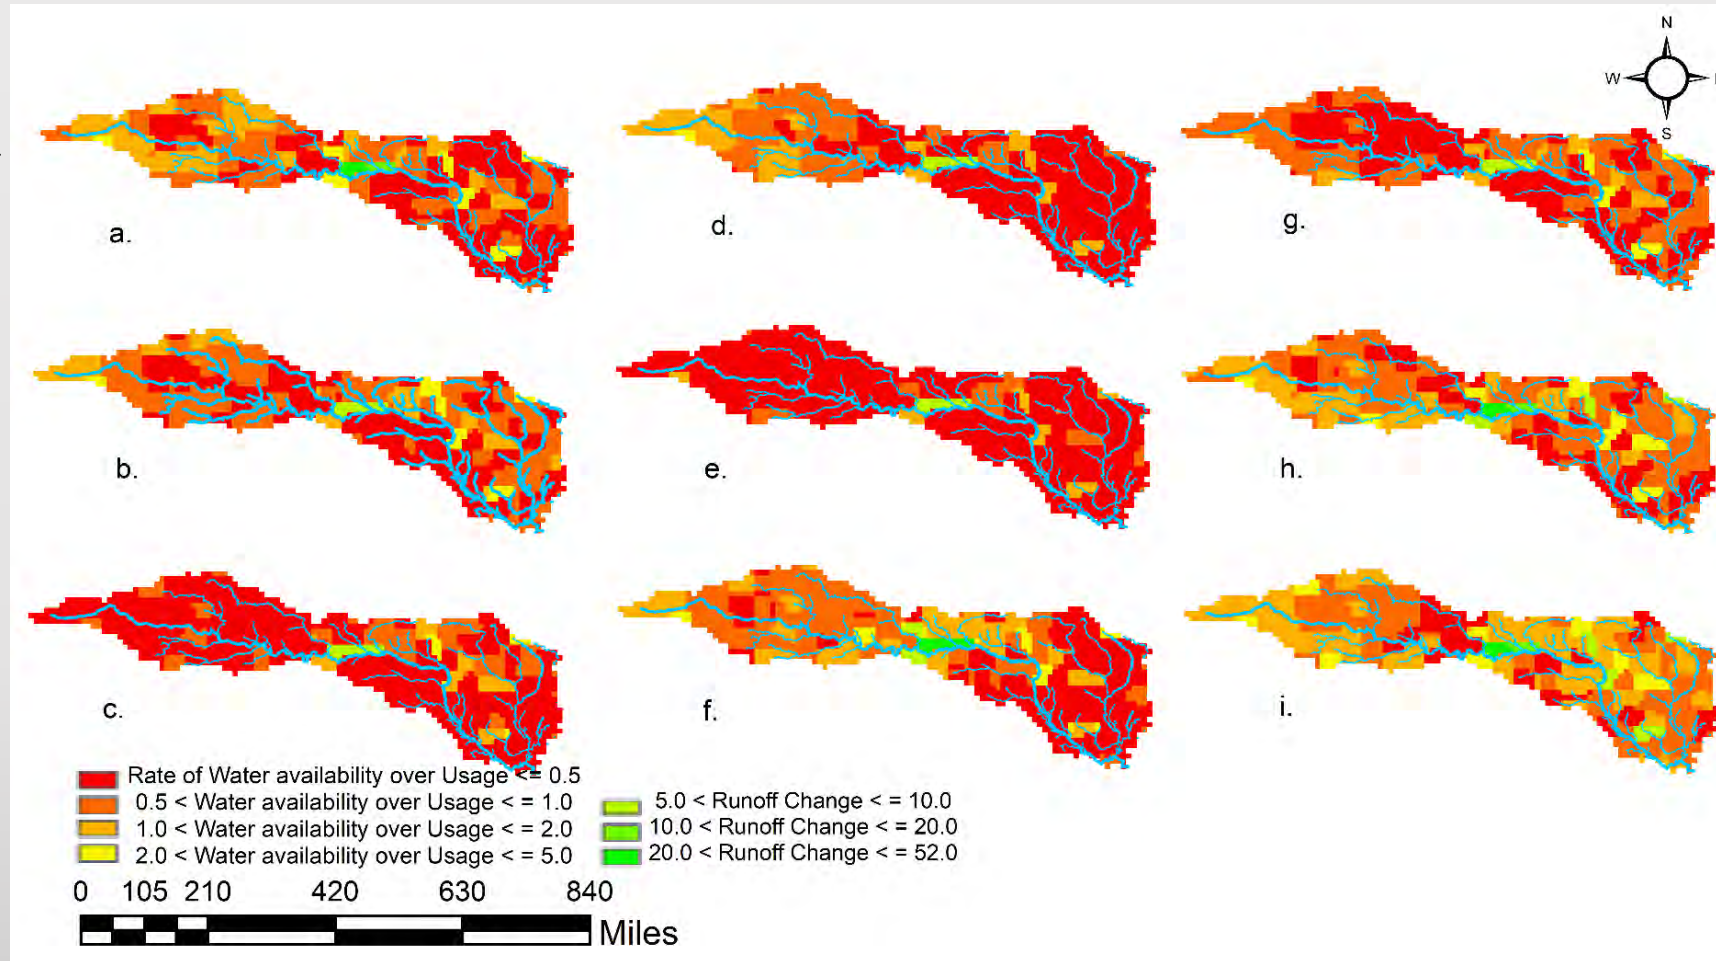 N
W
S
a.
d.
g.
b.
e.
h.
c.
f.
i.
Rate of Water availability over Usage <= 0.5
0.5 < Water availability over Usage < = 1.0
1.0 < Water availability over Usage < = 2.0
2.0 < Water availability over Usage < = 5.0
5.0 < Runoff Change < = 10.0
10.0 < Runoff Change < = 20.0
20.0 < Runoff Change < = 52.0
0 105 210 420 630 840
Miles